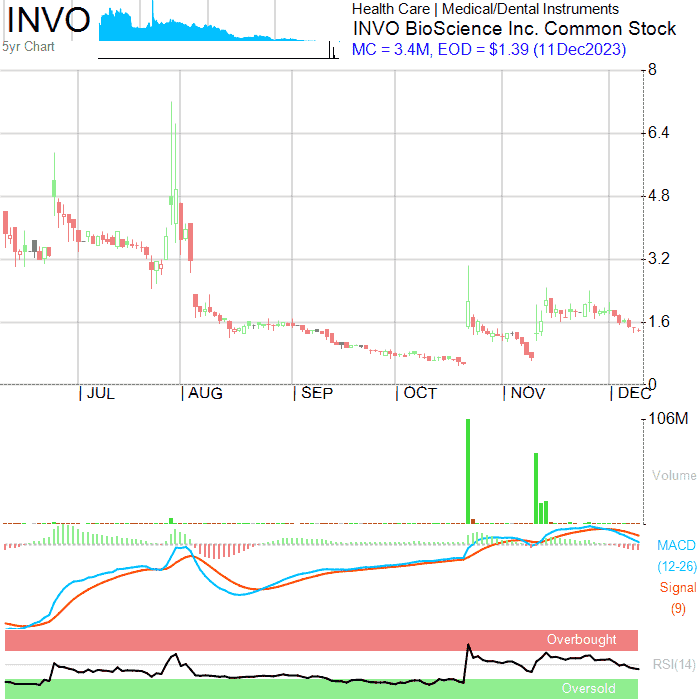 INVO
5yr Chart
Health Care | Medical/Dental Instruments
INVO BioScience Inc. Common Stock
MC = 3.4M, EOD = $1.39 (11Dec2023)
8
6.4
4.8
3.2
1.6
0
| JUL | AUG | SEP | OCT | NOV | DEC
106M
Volume
MACD
(12-26)
Signal
(9)
Overbought
RSI(14)
Oversold